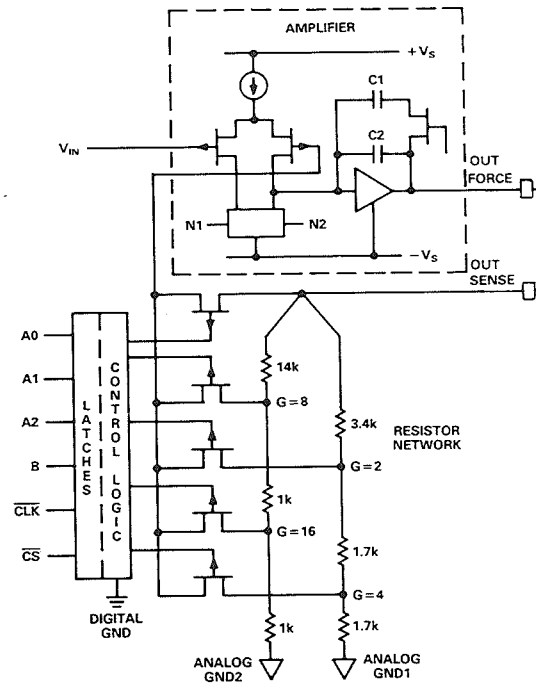 AMPLIFIER
+VS
C1
C2
VIN
OUT
FORCE
N1
N2
-VS
OUT
SENSE
A0
A1
A2
B
CLK
CS
LATCHES
CONTROL LOGIC
14k
G=8
3.4k
RESISTOR
NETWORK
G=2
1k
G=16
1.7k
G=4
1k
1.7k
DIGITAL
GND
ANALOG
GND2
ANALOG
GND1